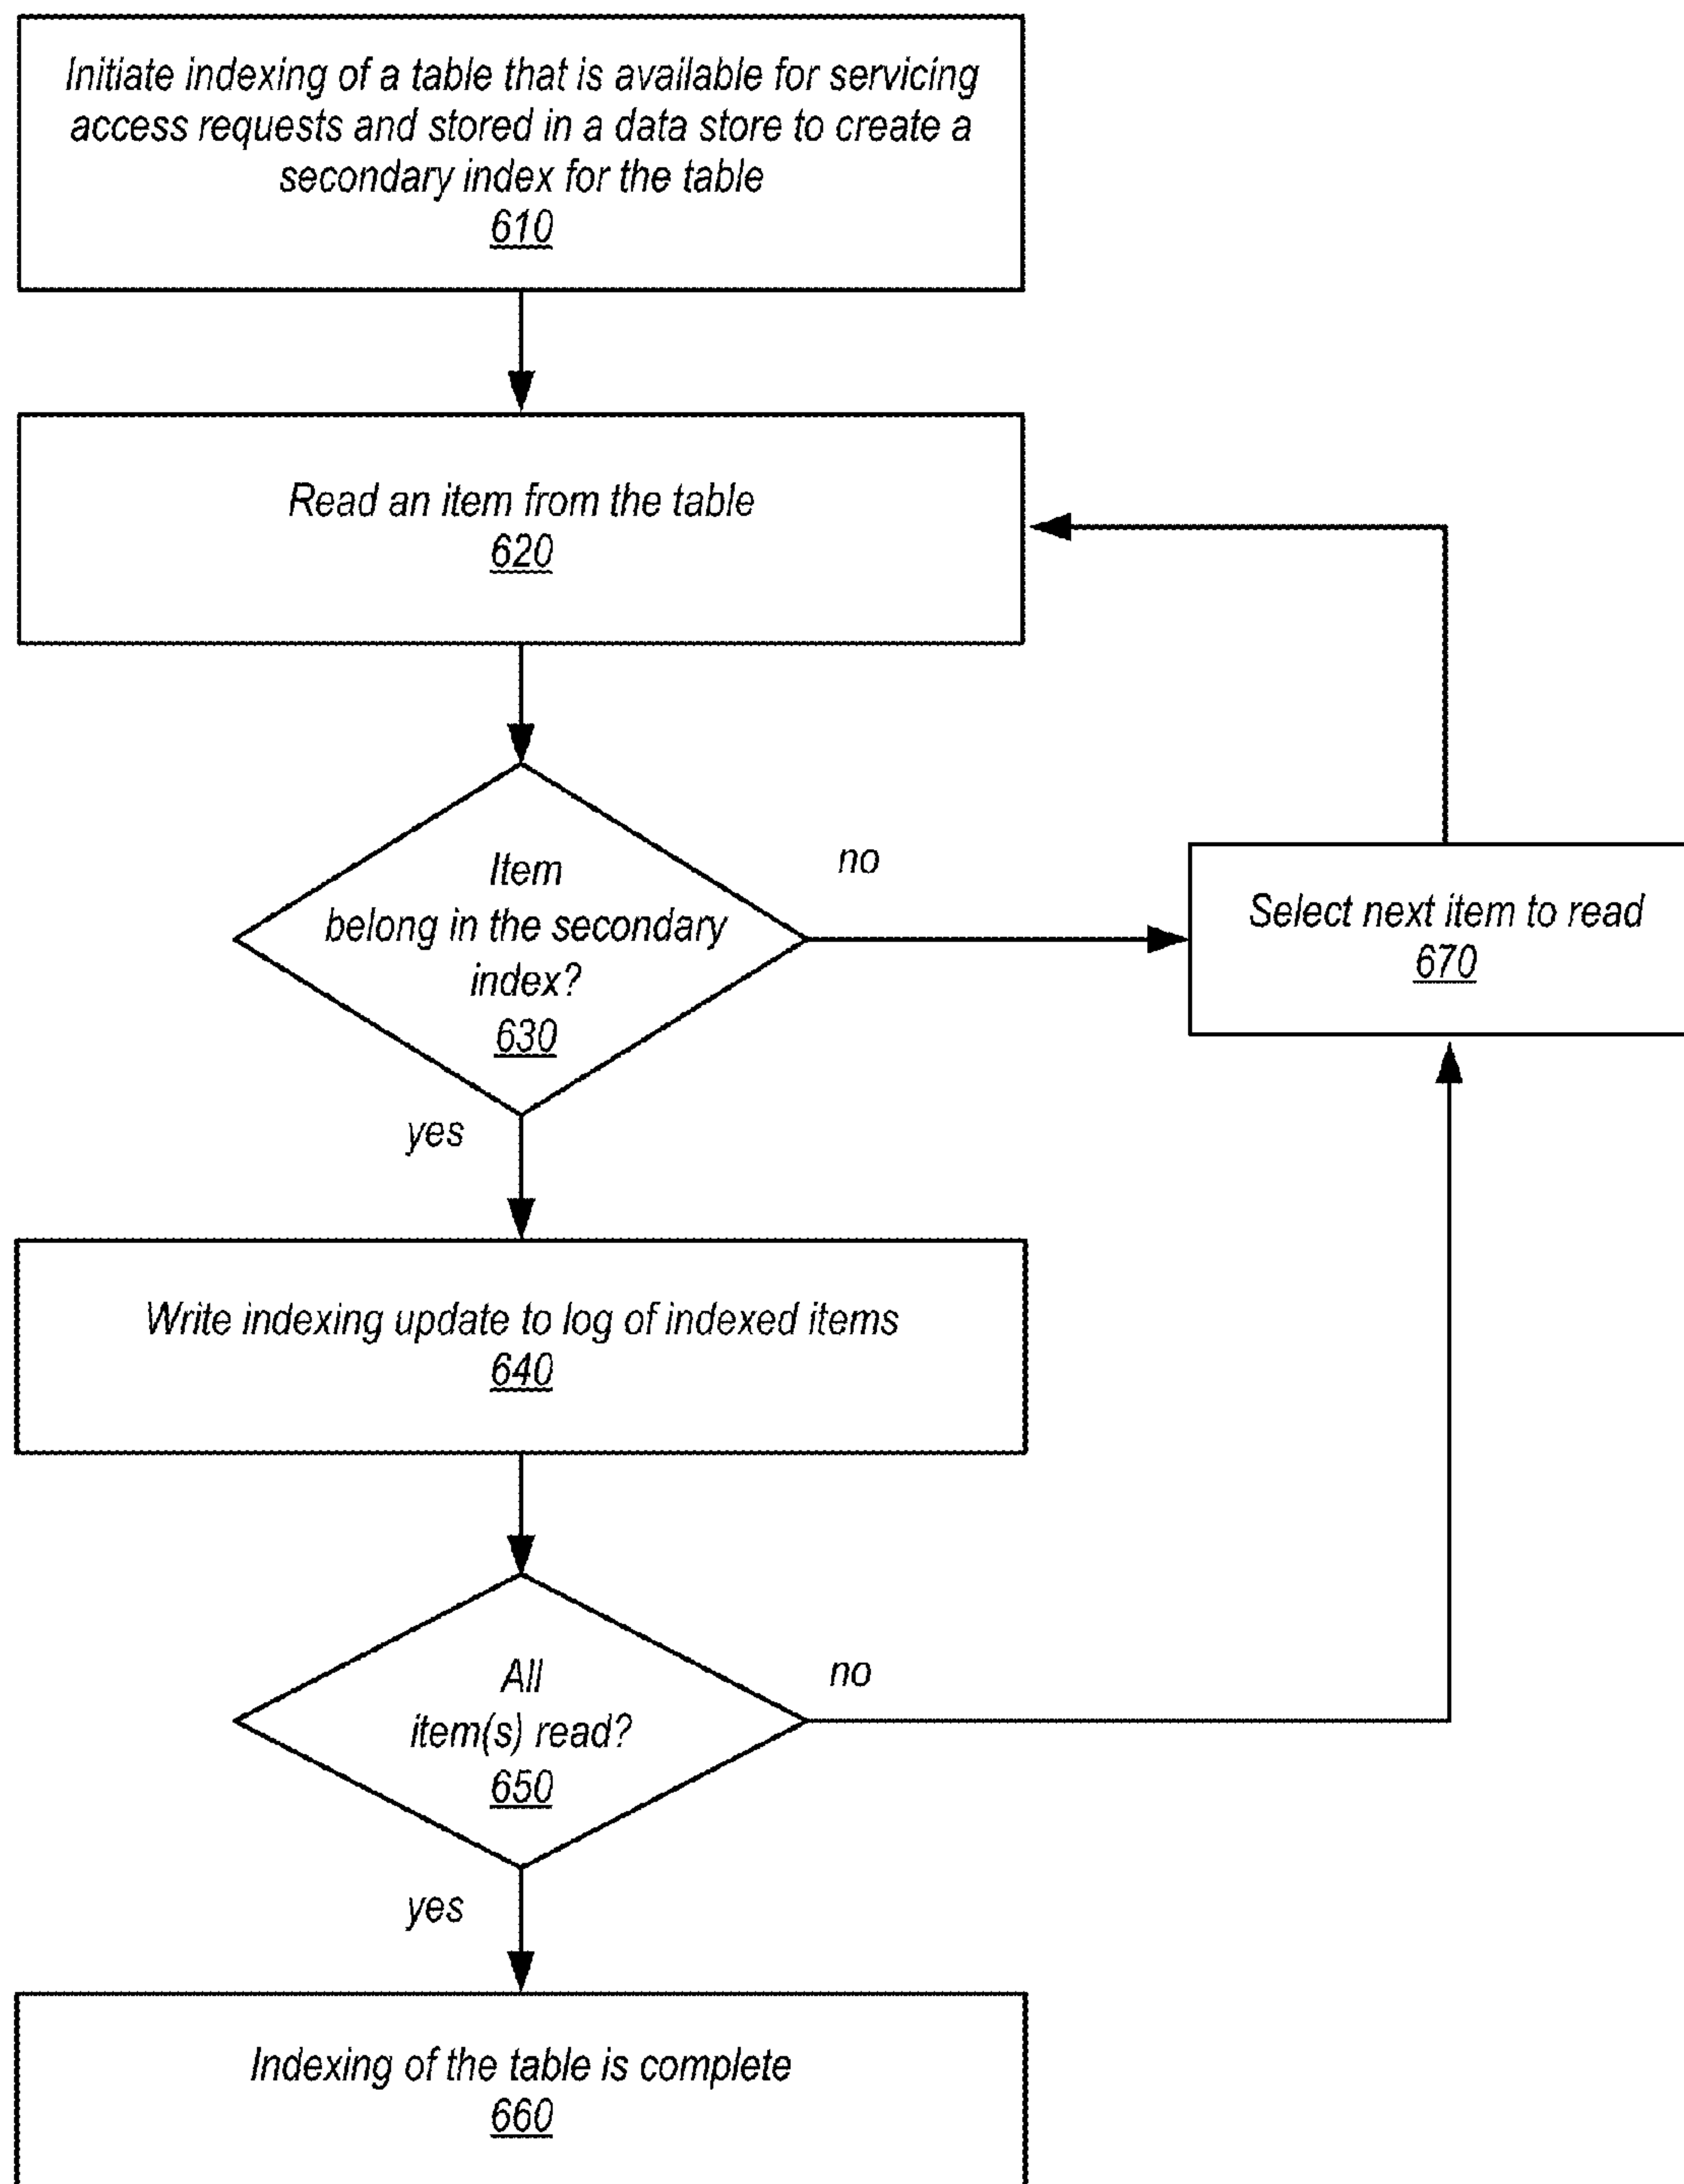 Initiate indexing of a table that is available for servicing
access requests and stored in a data store to create a
secondary index for the table
610
Read an item from the table
620
Item
belong in the secondary
index?
630
no
Select next item to read
670
yes
Write indexing update to log of indexed items
640
All
item(s) read?
650
no
yes
Indexing of the table is complete
660